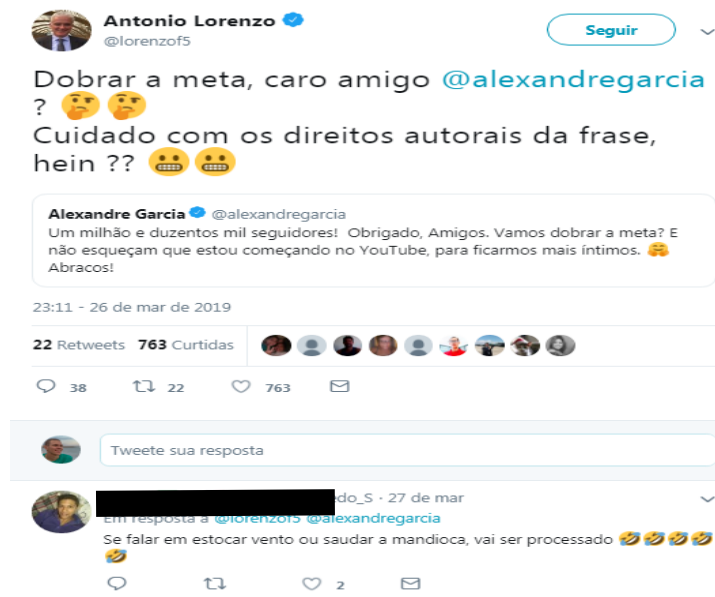 Antonio Lorenzo
@lorenzof5
Seguir
Dobrar a meta, caro amigo @alexandregarcia
? 🤔🤔
Cuidado com os direitos autorais da frase,
hein ?? 😬😬
Alexandre Garcia @alexandregarcia
Um milhão e duzentos mil seguidores! Obrigado, Amigos. Vamos dobrar a meta? E
não esqueçam que estou começando no YouTube, para ficarmos mais íntimos. 🤗
Abracos!
23:11 - 26 de mar de 2019
22 Retweets 763 Curtidas
38 22 763
Tweete sua resposta
edo_S · 27 de mar
Em resposta a @lorenzof5 @alexandregarcia
Se falar em estocar vento ou saudar a mandioca, vai ser processado 🤣🤣🤣🤣
🤣
2